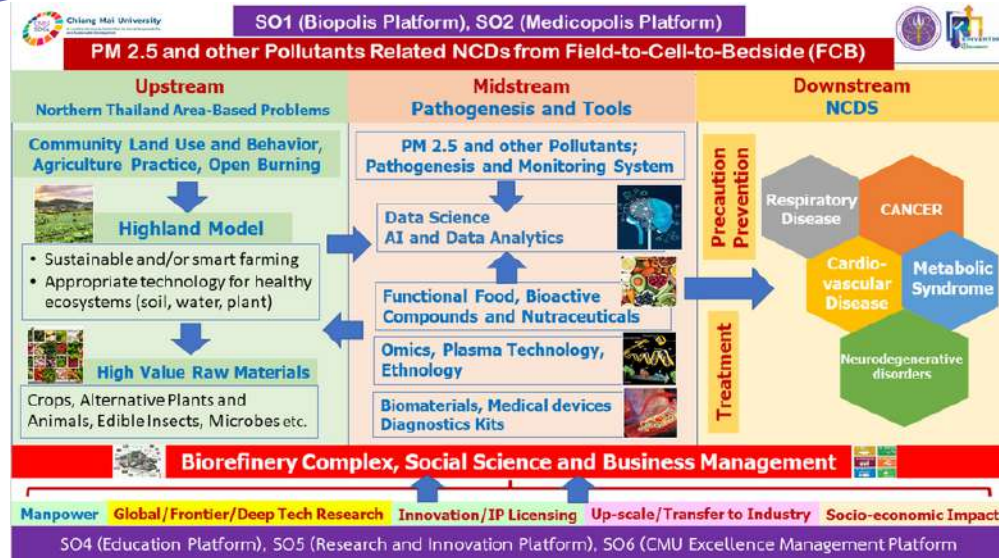 Chiang Mai University
SO1 (Biopolis Platform), SO2 (Medicopolis Platform)
PM 2.5 and other Pollutants Related NCDs from Field-to-Cell-to-Bedside (FCB)
Upstream
Northern Thailand Area-Based Problems
Community Land Use and Behavior,
Agriculture Practice, Open Burning
Highland Model
• Sustainable and/or smart farming
• Appropriate technology for healthy
ecosystems (soil, water, plant)
High Value Raw Materials
Crops, Alternative Plants and
Animals, Edible Insects, Microbes etc.
Midstream
Pathogenesis and Tools
PM 2.5 and other Pollutants;
Pathogenesis and Monitoring System
Data Science
AI and Data Analytics
Functional Food, Bioactive
Compounds and Nutraceuticals
Omics, Plasma Technology,
Ethnology
Biomaterials, Medical devices
Diagnostics Kits
Downstream
NCDS
Precaution
Prevention
Treatment
Respiratory
Disease
CANCER
Cardio-
vascular
Disease
Metabolic
Syndrome
Neurodegenerative
disorders
Biorefinery Complex, Social Science and Business Management
Manpower
Global/Frontier/Deep Tech Research
Innovation/IP Licensing
Up-scale/Transfer to Industry
Socio-economic Impact
SO4 (Education Platform), SO5 (Research and Innovation Platform), SO6 (CMU Excellence Management Platform